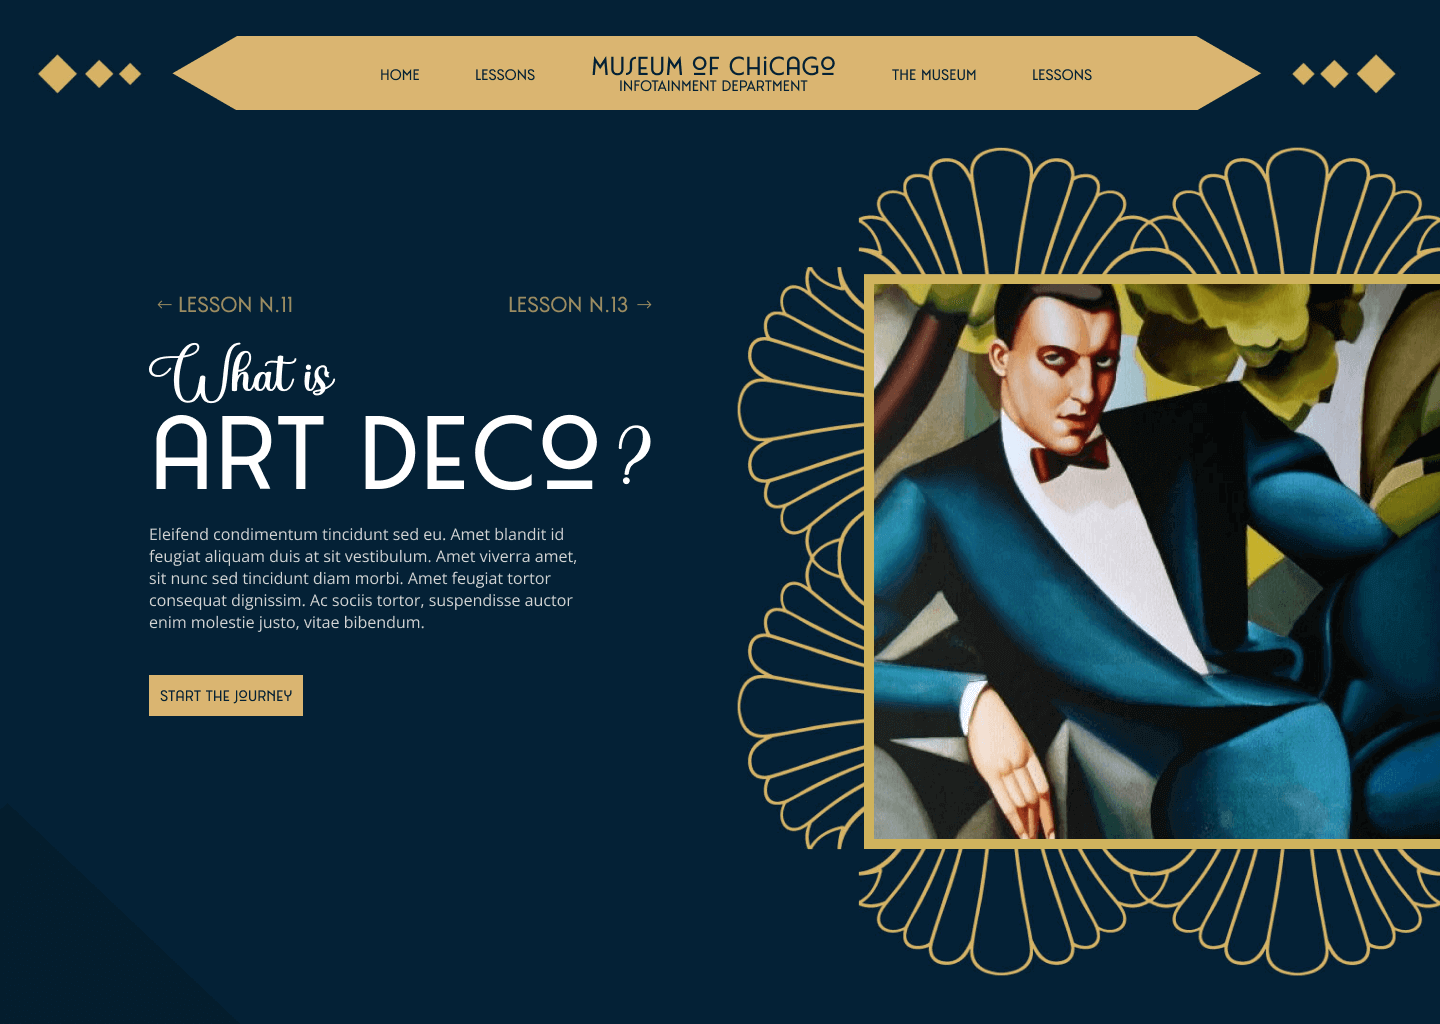 HOME
LESSONS
MUSEUM OF CHiCAGO
INFOTAINMENT DEPARTMENT
THE MUSEUM
LESSONS
← LESSON N.11
LESSON N.13 →
What is
ART DECO ?
Eleifend condimentum tincidunt sed eu. Amet blandit id
feugiat aliquam duis at sit vestibulum. Amet viverra amet,
sit nunc sed tincidunt diam morbi. Amet feugiat tortor
consequat dignissim. Ac sociis tortor, suspendisse auctor
enim molestie justo, vitae bibendum.
START THE JOURNEY